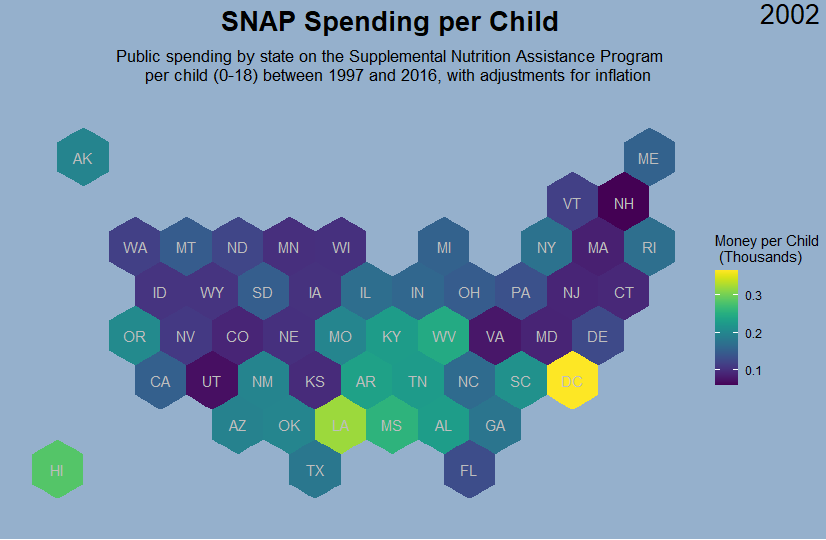 SNAP Spending per Child
2002
Public spending by state on the Supplemental Nutrition Assistance Program
per child (0-18) between 1997 and 2016, with adjustments for inflation
AK
ME
VT NH
WA MT ND MN WI MI NY MA RI
ID WY SD IA IL IN OH PA NJ CT
OR NV CO NE MO KY WV VA MD DE
CA UT NM KS AR TN NC SC DC
AZ OK LA MS AL GA
HI TX FL
Money per Child
(Thousands)
0.3
0.2
0.1